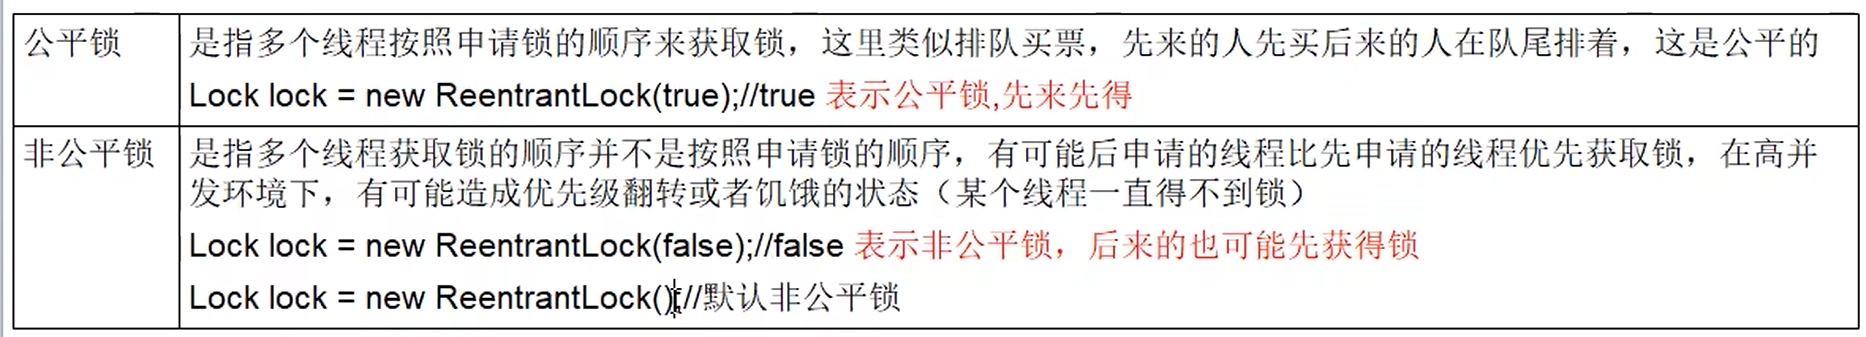 公平锁
是指多个线程按照申请锁的顺序来获取锁，这里类似排队买票，先来的人先买后来的人在队尾排着，这是公平的
Lock lock = new ReentrantLock(true);//true 表示公平锁,先来先得
非公平锁
是指多个线程获取锁的顺序并不是按照申请锁的顺序，有可能后申请的线程比先申请的线程优先获取锁，在高并
发环境下，有可能造成优先级翻转或者饥饿的状态（某个线程一直得不到锁）
Lock lock = new ReentrantLock(false);//false 表示非公平锁，后来的也可能先获得锁
Lock lock = new ReentrantLock();//默认非公平锁